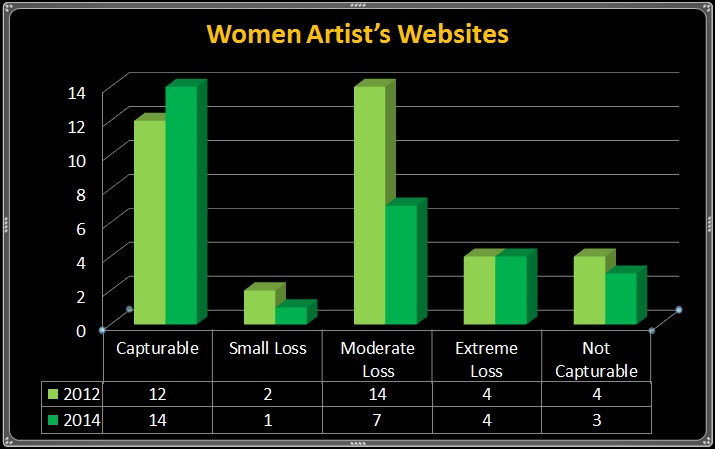 Women Artist's Websites
14
12
10
8
6
4
2
0
Capturable Small Loss Moderate Loss Extreme Loss Not Capturable
2012 12 2 14 4 4
2014 14 1 7 4 3